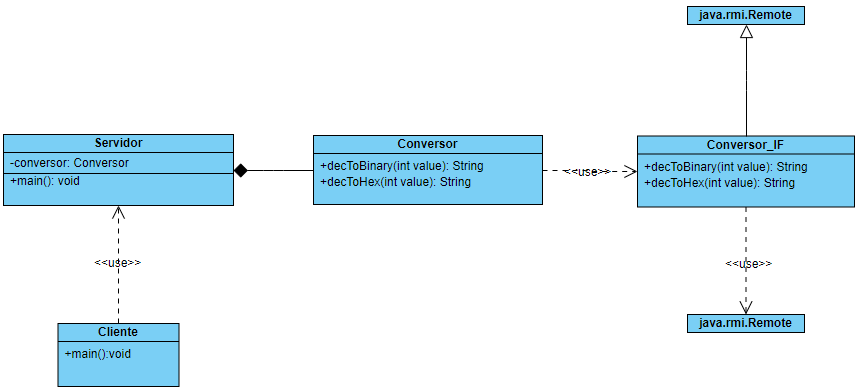 java.rmi.Remote
Servidor
-conversor: Conversor
+main(): void
Conversor
+decToBinary(int value): String
+decToHex(int value): String
<<use>>
Conversor_IF
+decToBinary(int value): String
+decToHex(int value): String
<<use>>
<<use>>
java.rmi.Remote
Cliente
+main():void